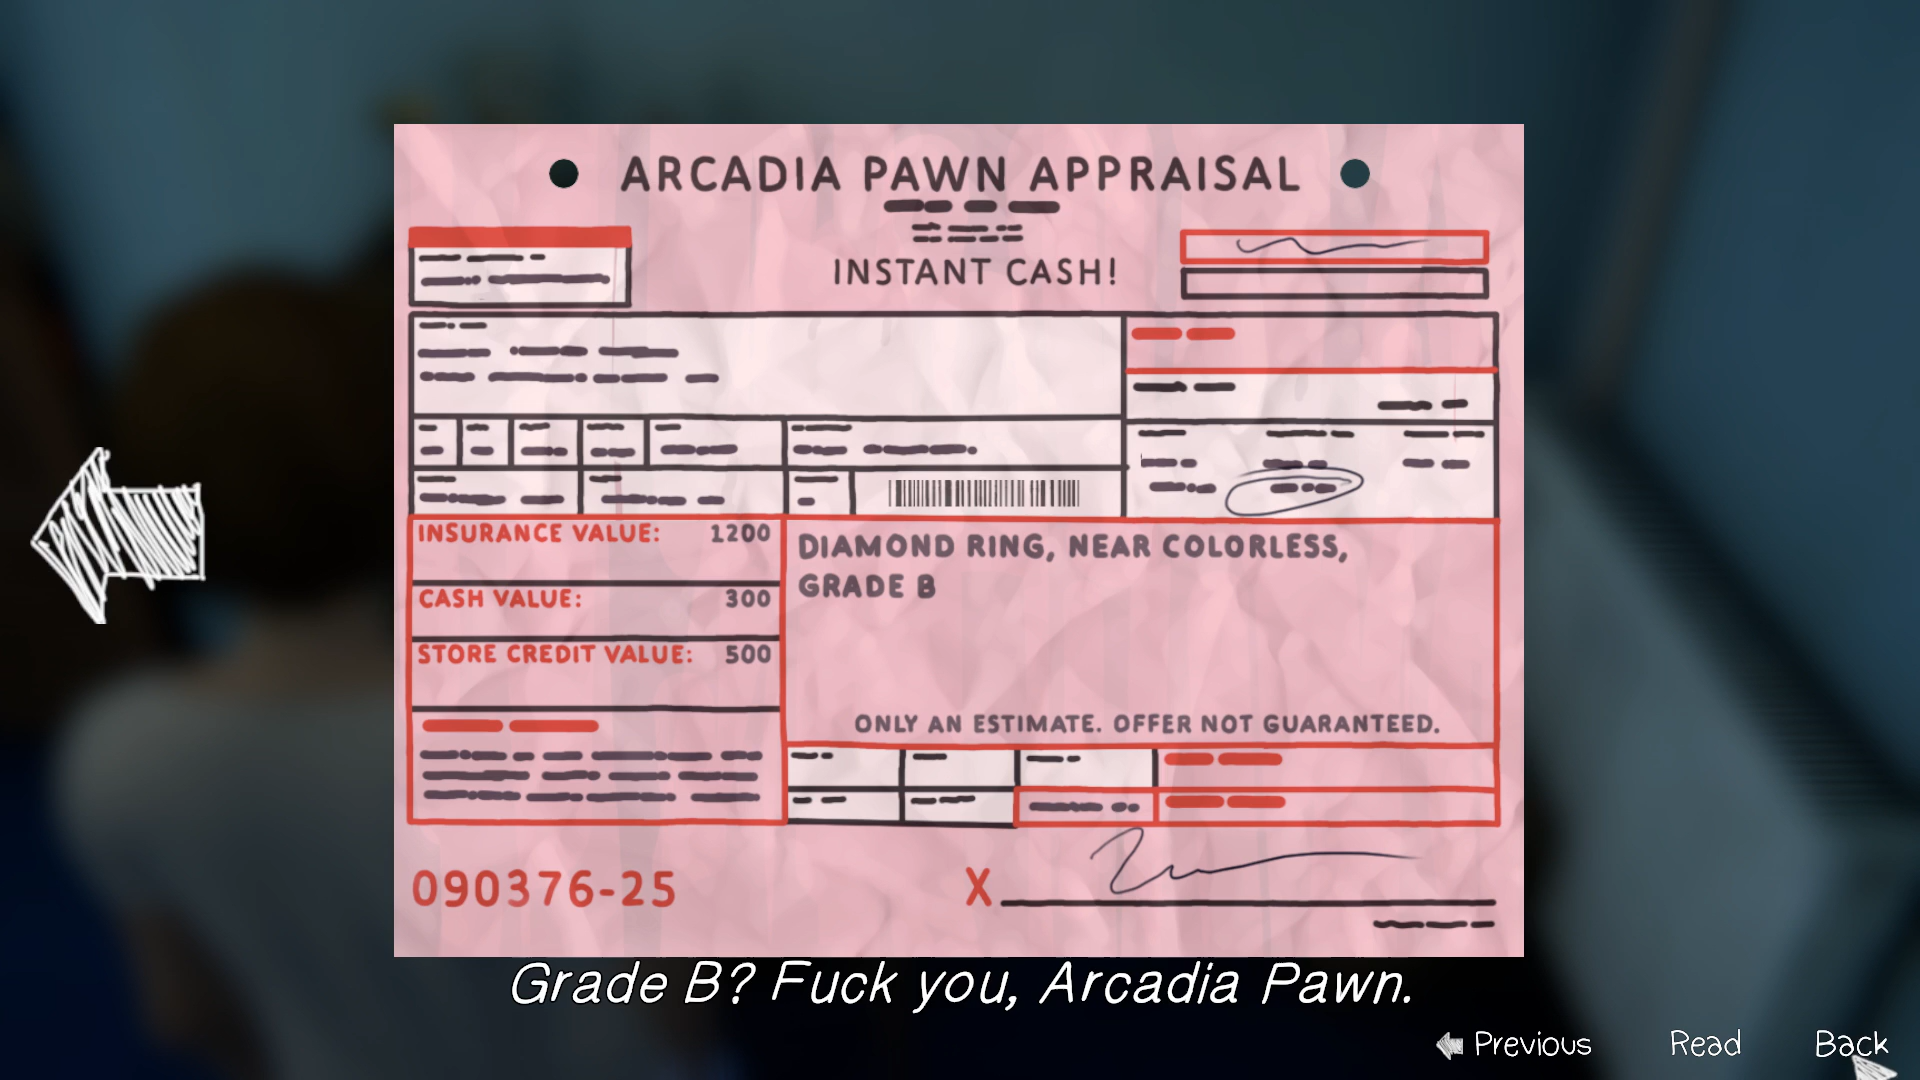 ARCADIA PAWN APPRAISAL
INSTANT CASH!
INSURANCE VALUE: 1200
CASH VALUE: 300
STORE CREDIT VALUE: 500
DIAMOND RING, NEAR COLORLESS,
GRADE B
ONLY AN ESTIMATE. OFFER NOT GUARANTEED.
090376-25
X
Grade B? Fuck you, Arcadia Pawn.
Previous
Read
Back